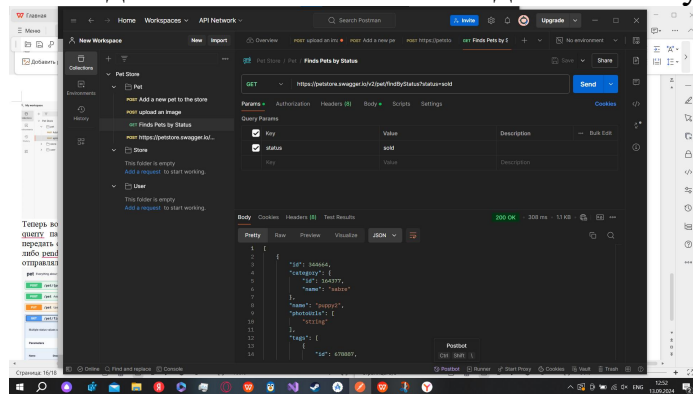 Главная
Меню
Добавить
Home Workspaces API Network
Search Postman
Invite
Upgrade
New Workspace New Import
Overview POST upload an ima POST Add a new pe POST https://petsto GET Finds Pets by S
No environment
Collections
Environments
History
Pet Store
Pet
POST Add a new pet to the store
POST upload an image
GET Finds Pets by Status
POST https://petstore.swagger.io/...
Store
This folder is empty
Add a request to start working.
User
This folder is empty
Add a request to start working.
Pet Store / Pet / Finds Pets by Status
Save Share
GET https://petstore.swagger.io/v2/pet/findByStatus?status=sold Send
Params Authorization Headers (8) Body Scripts Settings Cookies
Query Params
Key Value Description Bulk Edit
status sold
Key Value Description
Body Cookies Headers (8) Test Results 200 OK 308 ms 1.1 KB
Pretty Raw Preview Visualize JSON
1 [
2 {
3 "id": 344664,
4 "category": {
5 "id": 164377,
6 "name": "sabre"
7 },
8 "name": "puppy2",
9 "photoUrls": [
10 "string"
11 ],
12 "tags": [
13 {
14 "id": 678007,
Postbot
Ctrl Shift \
Теперь во
querry па
передать
либо pend
отправлял
Online Find and replace Console Postbot Runner Start Proxy Cookies Vault Trash
Страница: 16/18
ENG
12:52
13.09.2024